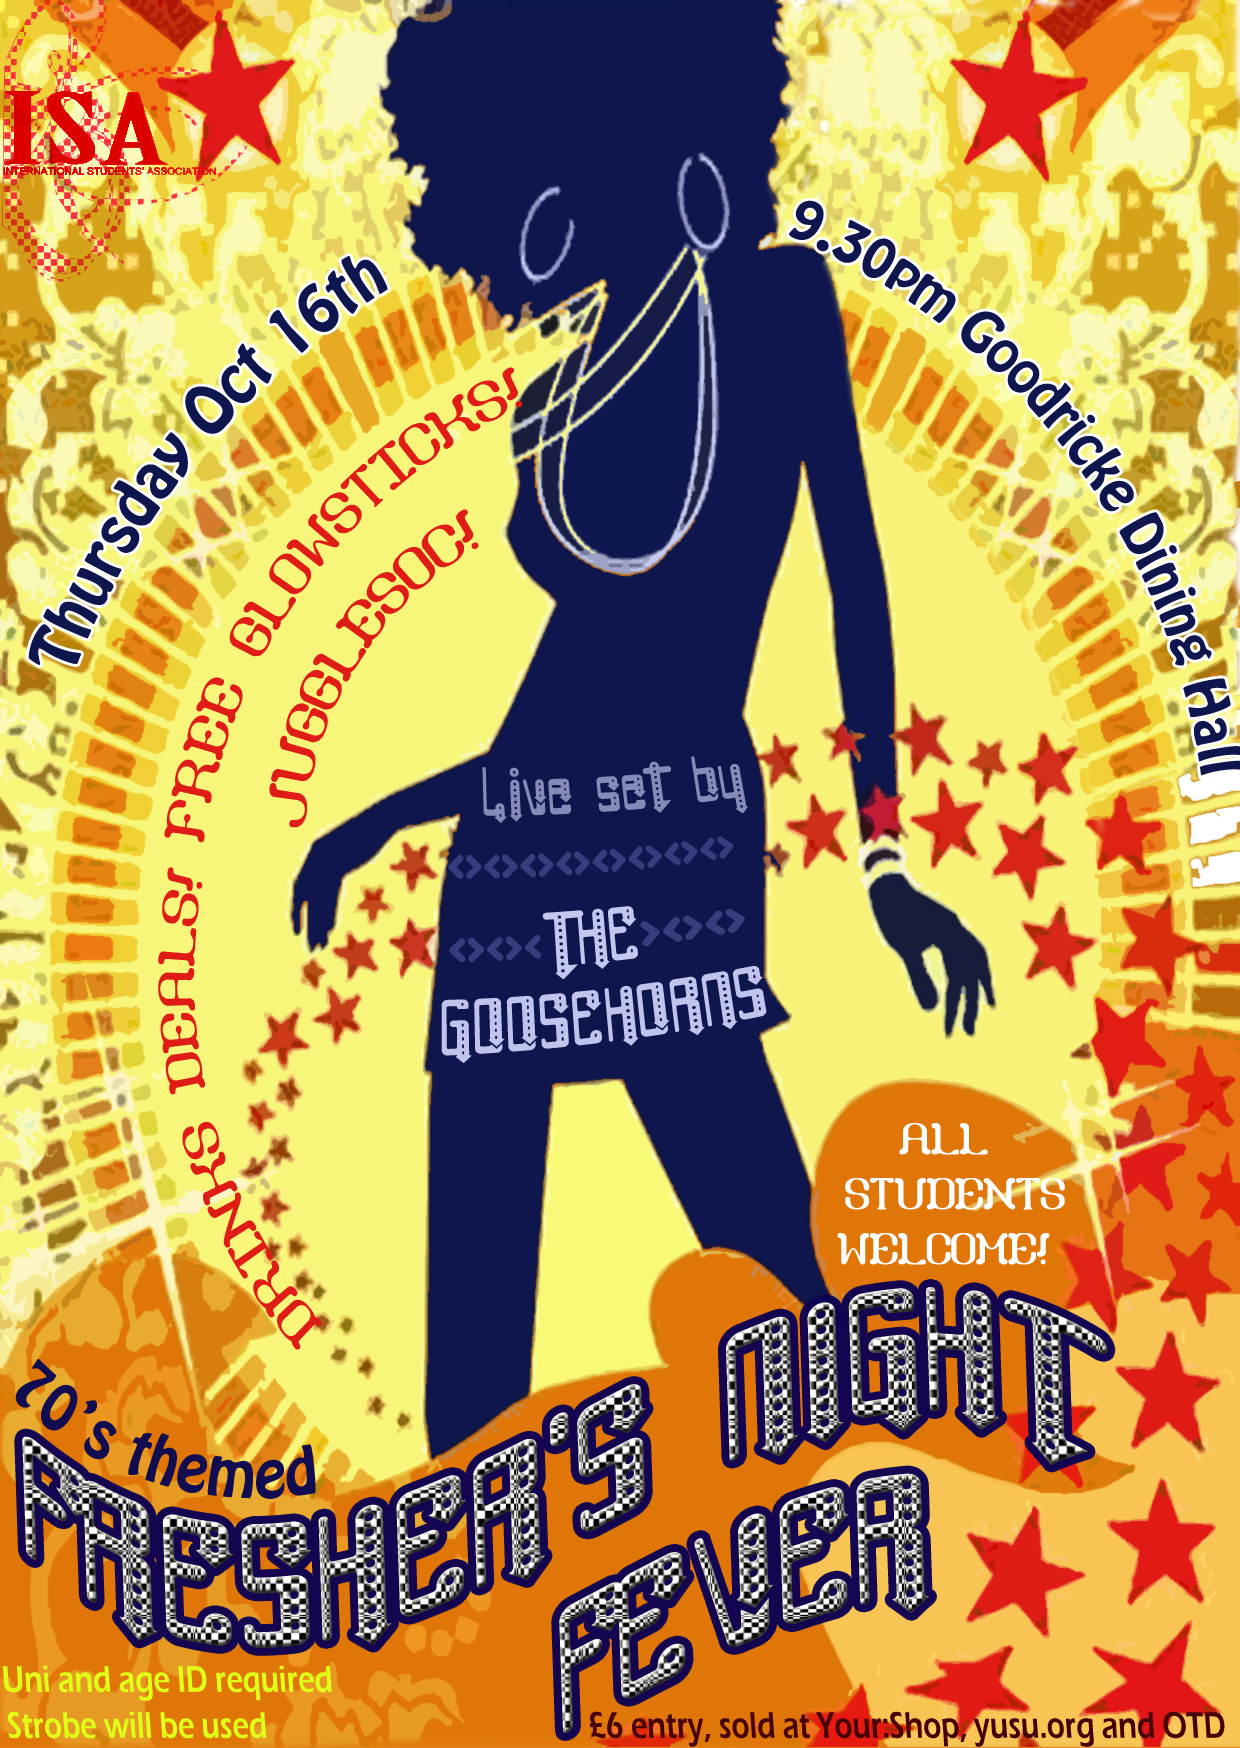 ISA
INTERNATIONAL STUDENTS' ASSOCIATION
Thursday Oct 16th
9.30pm Goodricke Dining Hall
DRINKS DEALS! FREE GLOWSTICKS!
JUGGLESOC!
Live set by
<><><><><><><><>
<><>< THE ><><><
GOOSEHORNS
ALL
STUDENTS
WELCOME!
70's themed
FRESHER'S NIGHT
FEVER
Uni and age ID required
Strobe will be used
£6 entry, sold at Your:Shop, yusu.org and OTD